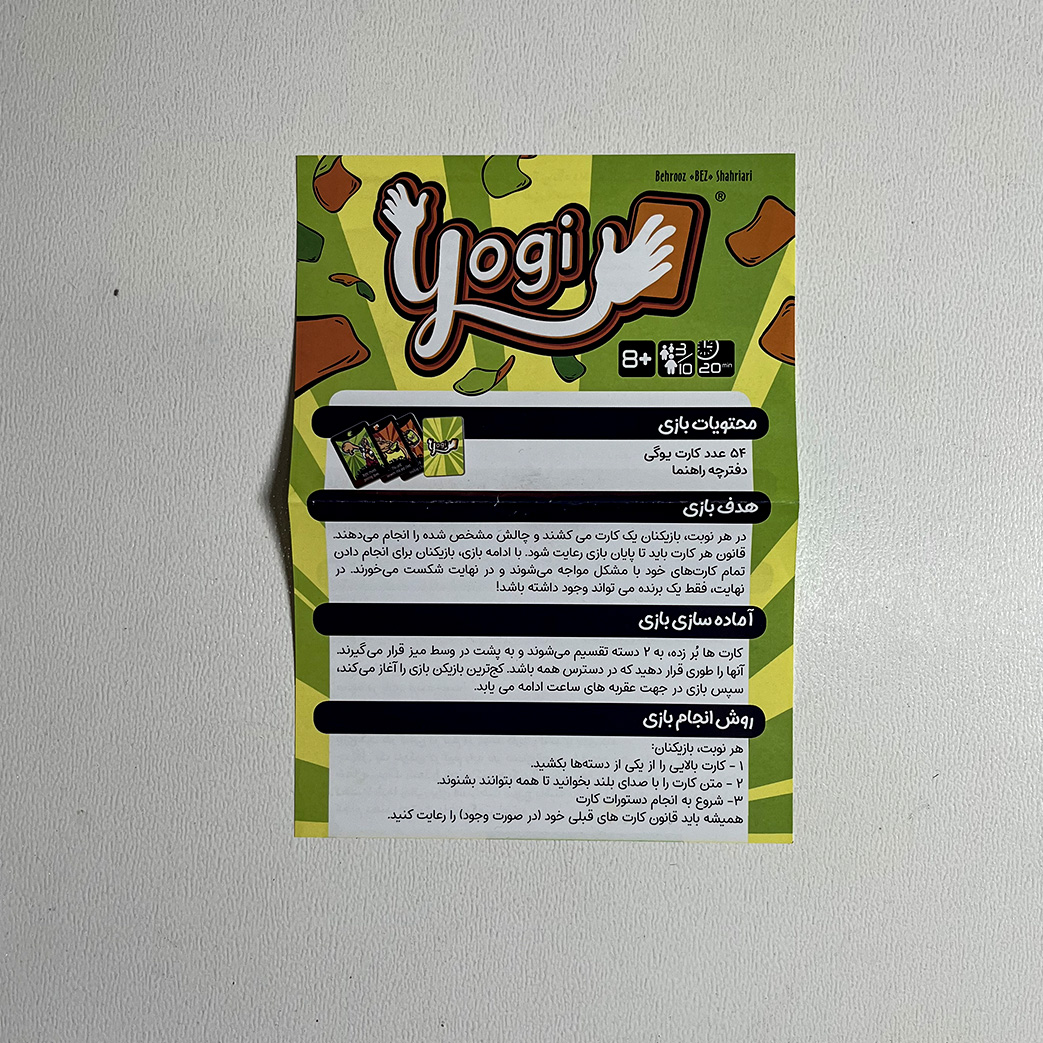 Behrooz «BEZ» Shahriari
yogi
®
8+
3/10
20 min
محتویات بازی
۵۴ عدد کارت یوگی
دفترچه راهنما
هدف بازی
در هر نوبت، بازیکنان یک کارت می کشند و چالش مشخص شده را انجام می‌دهند.
قانون هر کارت باید تا پایان بازی رعایت شود. با ادامه بازی، بازیکنان برای انجام دادن
تمام کارت‌های خود با مشکل مواجه می‌شوند و در نهایت شکست می‌خورند. در
نهایت، فقط یک برنده می تواند وجود داشته باشد!
آماده سازی بازی
کارت ها بُر زده، به ۲ دسته تقسیم می‌شوند و به پشت در وسط میز قرار می‌گیرند.
آنها را طوری قرار دهید که در دسترس همه باشد. کج‌ترین بازیکن بازی را آغاز می‌کند،
سپس بازی در جهت عقربه های ساعت ادامه می یابد.
روش انجام بازی
هر نوبت، بازیکنان:
۱ - کارت بالایی را از یکی از دسته‌ها بکشید.
۲ - متن کارت را با صدای بلند بخوانید تا همه بتوانند بشنوند.
۳- شروع به انجام دستورات کارت
همیشه باید قانون کارت های قبلی خود (در صورت وجود) را رعایت کنید.